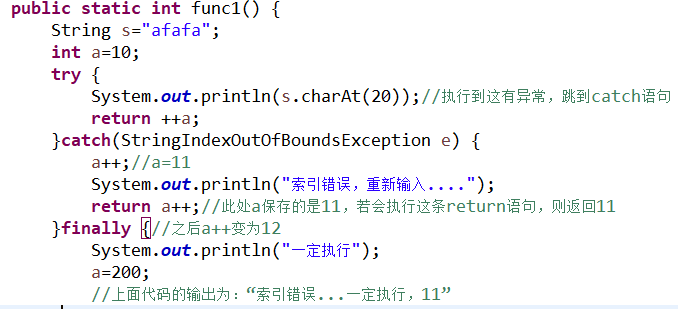 public static int func1() {
String s="afafa";
int a=10;
try {
System.out.println(s.charAt(20));//执行到这有异常，跳到catch语句
return ++a;
}catch(StringIndexOutOfBoundsException e) {
a++;//a=11
System.out.println("索引错误，重新输入....");
return a++;//此处a保存的是11，若会执行这条return语句，则返回11
}finally {//之后a++变为12
System.out.println("一定执行");
a=200;
//上面代码的输出为：“索引错误...一定执行，11”